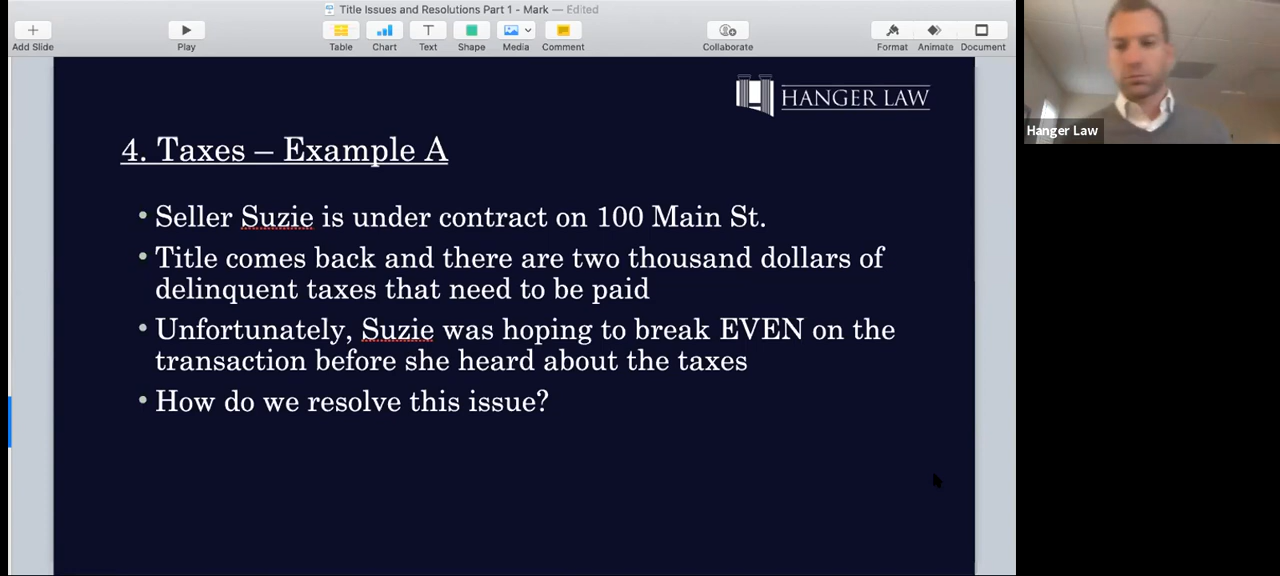 Title Issues and Resolutions Part 1 - Mark — Edited
Add Slide
Play
Table
Chart
Text
Shape
Media
Comment
Collaborate
Format
Animate
Document
HANGER LAW
Hanger Law
4. Taxes – Example A
• Seller Suzie is under contract on 100 Main St.
• Title comes back and there are two thousand dollars of
delinquent taxes that need to be paid
• Unfortunately, Suzie was hoping to break EVEN on the
transaction before she heard about the taxes
• How do we resolve this issue?